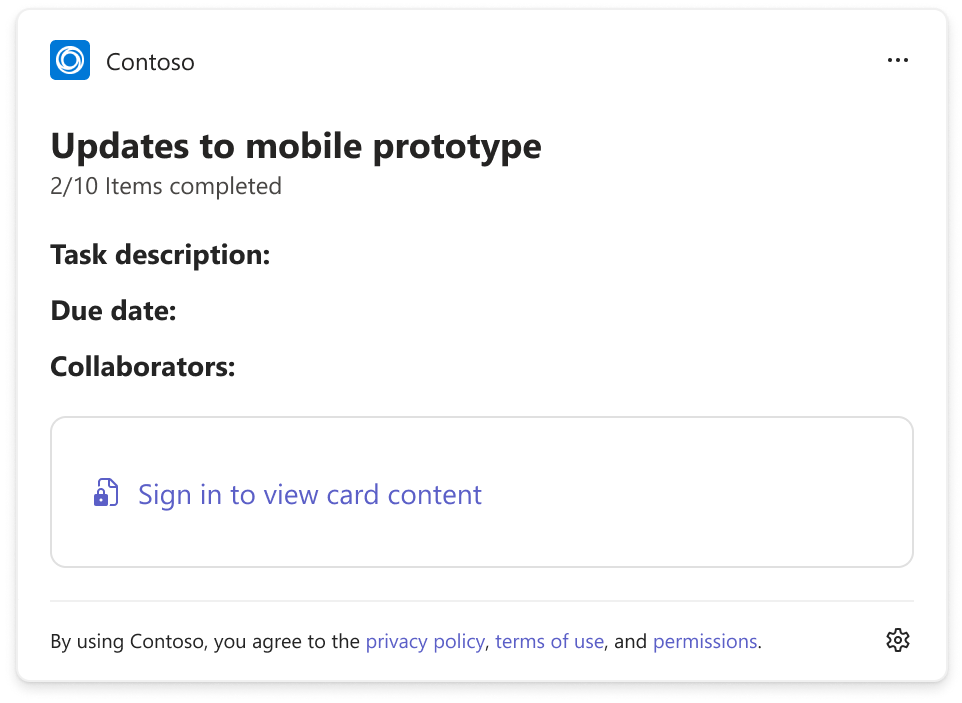 Contoso
Updates to mobile prototype
2/10 Items completed
Task description:
Due date:
Collaborators:
Sign in to view card content
By using Contoso, you agree to the privacy policy, terms of use, and permissions.